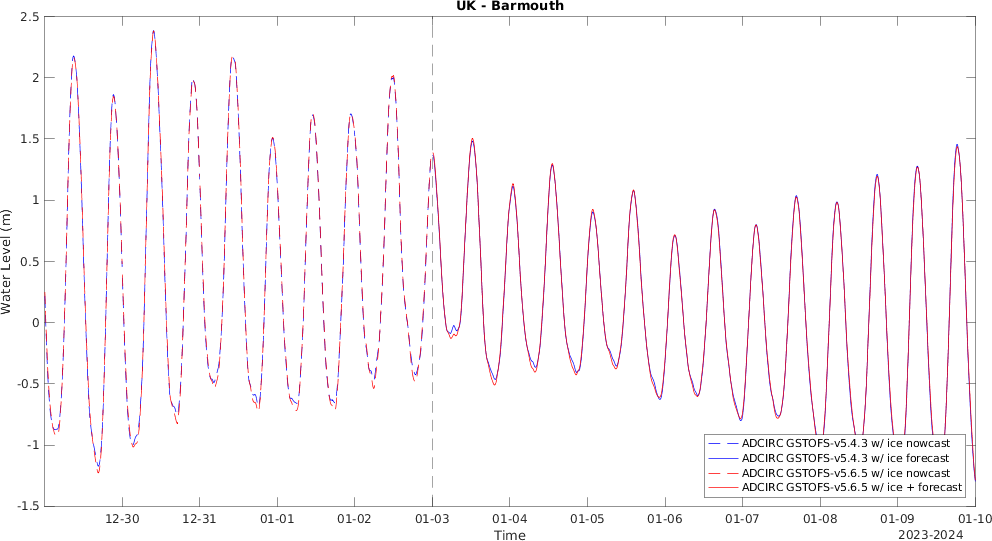 UK - Barmouth
2.5
2
1.5
1
0.5
0
-0.5
-1
-1.5
Water Level (m)
12-30 12-31 01-01 01-02 01-03 01-04 01-05 01-06 01-07 01-08 01-09 01-10
Time
2023-2024
ADCIRC GSTOFS-v5.4.3 w/ ice nowcast
ADCIRC GSTOFS-v5.4.3 w/ ice forecast
ADCIRC GSTOFS-v5.6.5 w/ ice nowcast
ADCIRC GSTOFS-v5.6.5 w/ ice + forecast